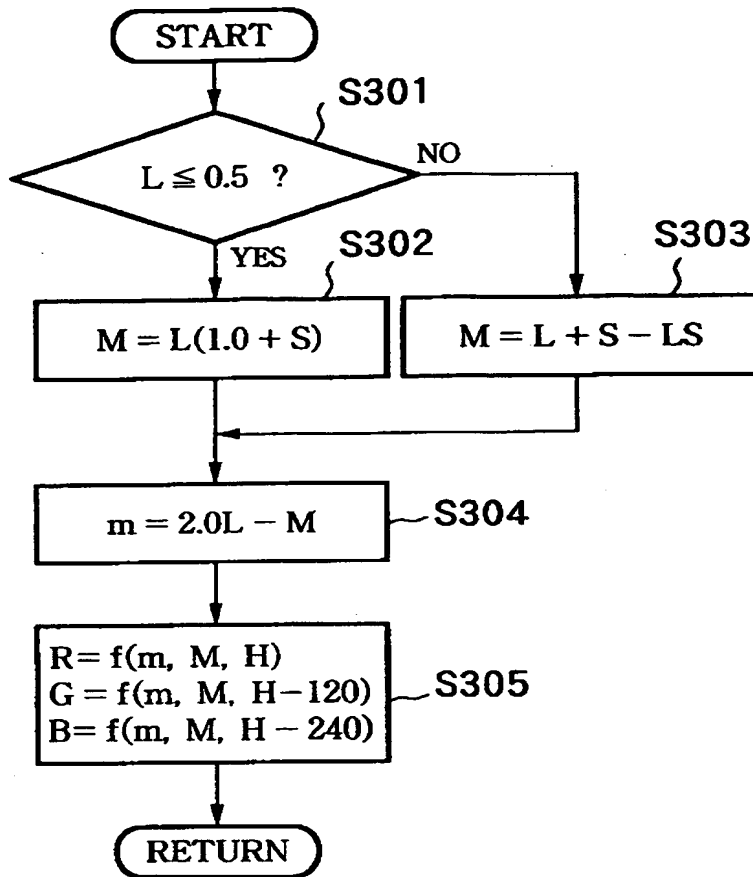 START
S301
L ≦ 0.5 ?
NO
YES
S302
M = L(1.0 + S)
S303
M = L + S − LS
m = 2.0L − M
S304
R= f(m, M, H)
G = f(m, M, H−120)
B= f(m, M, H − 240)
S305
RETURN